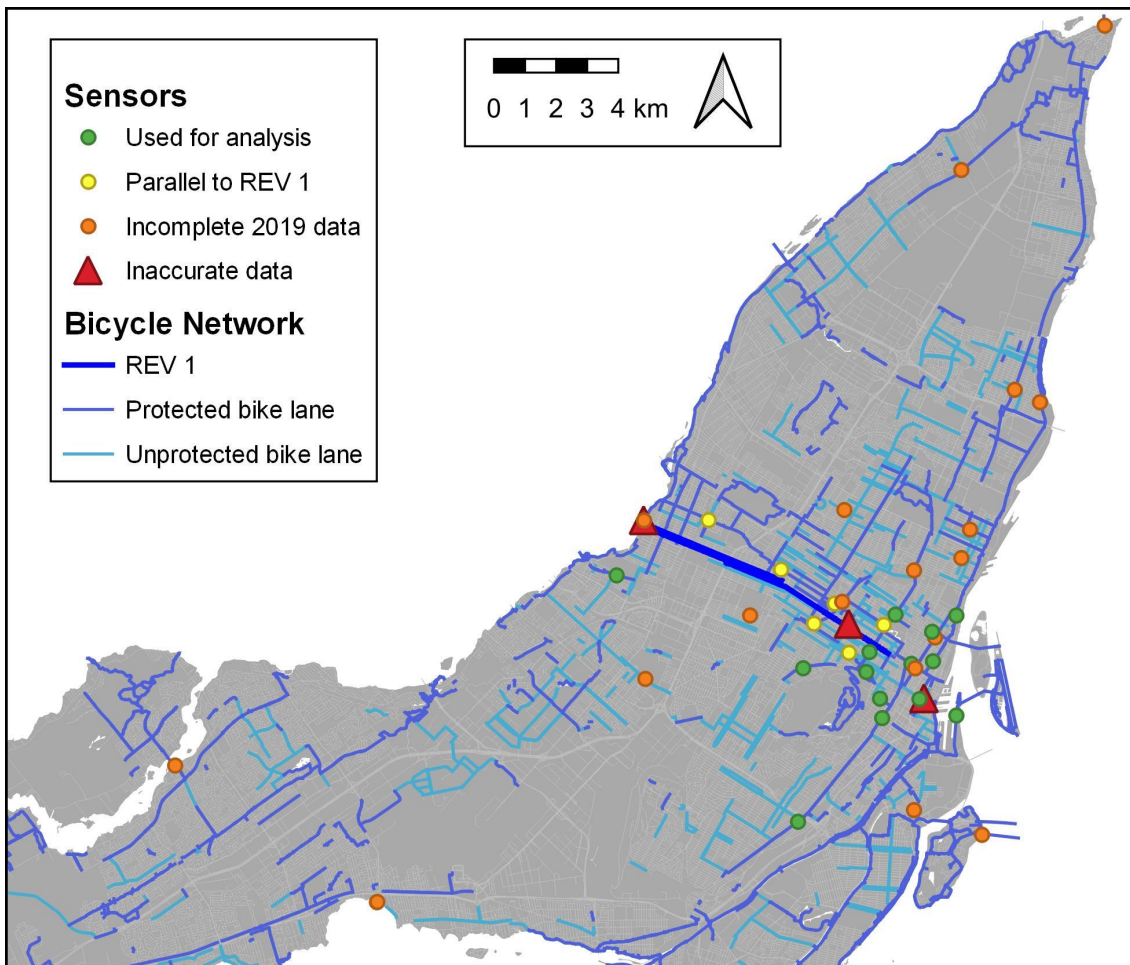 Sensors
Used for analysis
Parallel to REV 1
Incomplete 2019 data
Inaccurate data
Bicycle Network
REV 1
Protected bike lane
Unprotected bike lane
0 1 2 3 4 km